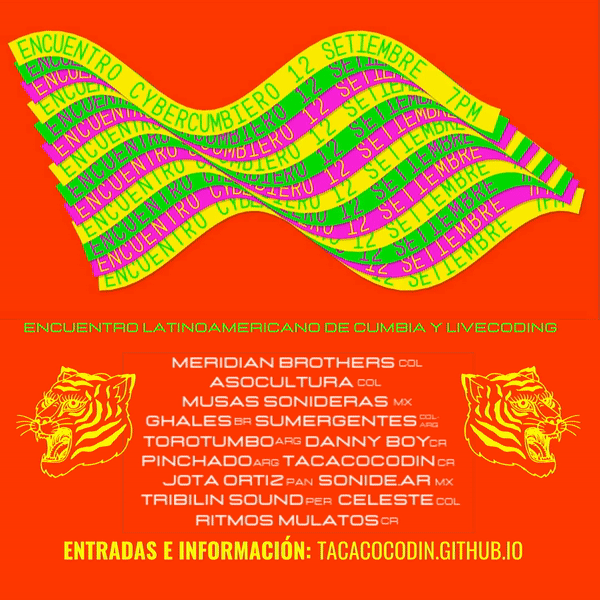 ENCUENTRO CYBERCUMBIERO 12 SETIEMBRE 7PM
ENCUENTRO LATINOAMERICANO DE CUMBIA Y LIVECODING
MERIDIAN BROTHERS COL
ASOCULTURA COL
MUSAS SONIDERAS MX
GHALES BR SUMERGENTES COL-ARG
TOROTUMBO ARG DANNY BOY CR
PINCHADO ARG TACACOCODIN CR
JOTA ORTIZ PAN SONIDEAR MX
TRIBILIN SOUND PER CELESTE COL
RITMOS MULATOS CR
ENTRADAS E INFORMACIÓN: TACACOCODIN.GITHUB.IO